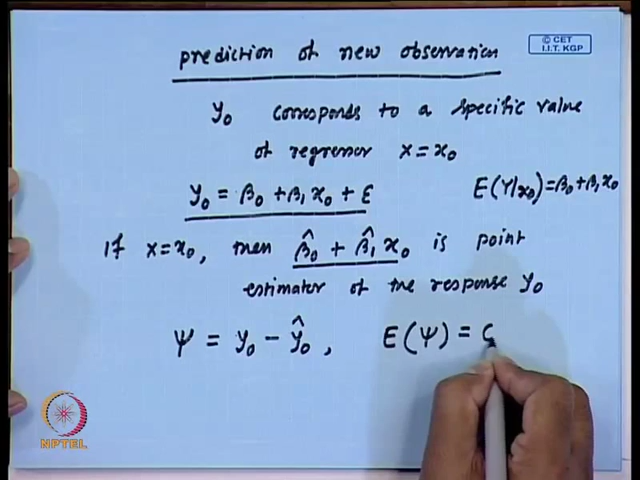 prediction of new observation
© CET
I.I.T. KGP
y₀ corresponds to a specific value
of regressor x = x₀
y₀ = β₀ + β₁ x₀ + ε
E(Y|x₀) = β₀ + β₁ x₀
If x = x₀, then β̂₀ + β̂₁ x₀ is point
estimator of the response y₀
Ψ = y₀ − ŷ₀ , E(Ψ) =
NPTEL